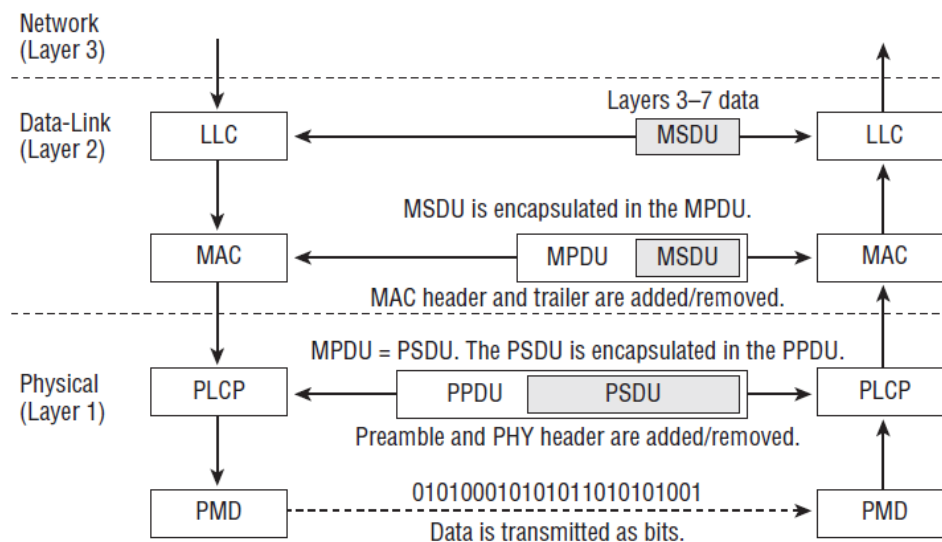 Network
(Layer 3)
Layers 3–7 data
Data-Link
(Layer 2)
LLC
MSDU
LLC
MSDU is encapsulated in the MPDU.
MAC
MPDU
MSDU
MAC
MAC header and trailer are added/removed.
MPDU = PSDU. The PSDU is encapsulated in the PPDU.
Physical
(Layer 1)
PLCP
PPDU
PSDU
PLCP
Preamble and PHY header are added/removed.
PMD
010100010101011010101001
PMD
Data is transmitted as bits.